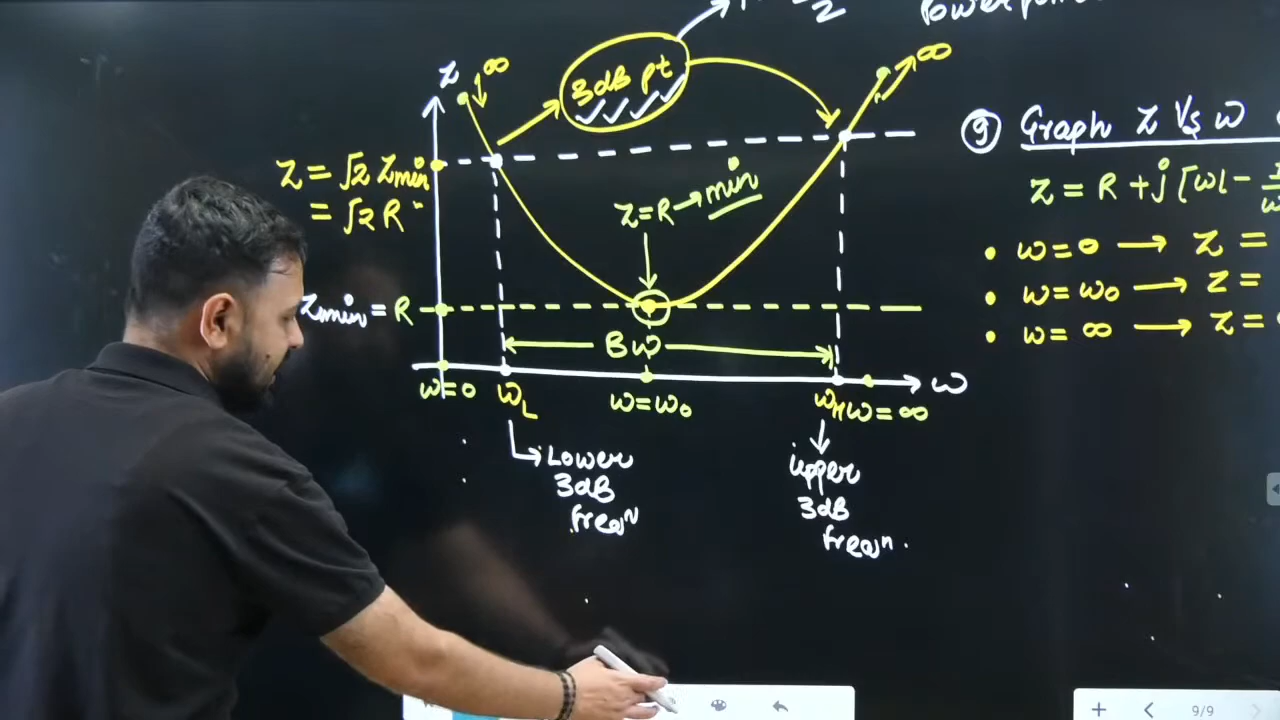 Z
∞
3dB pt
∞
Z = √2 Zmin
= √2 R
Z=R→min
Zmin = R
BW
ω=0
ωL
ω=ω₀
ωH
ω=∞
ω
Lower
3dB
freqⁿ
upper
3dB
freqⁿ.
⑨ Graph Z Vs ω
Z = R + j [ωL -
• ω=0 → Z =
• ω=ω₀ → Z =
• ω=∞ → Z =
9/9